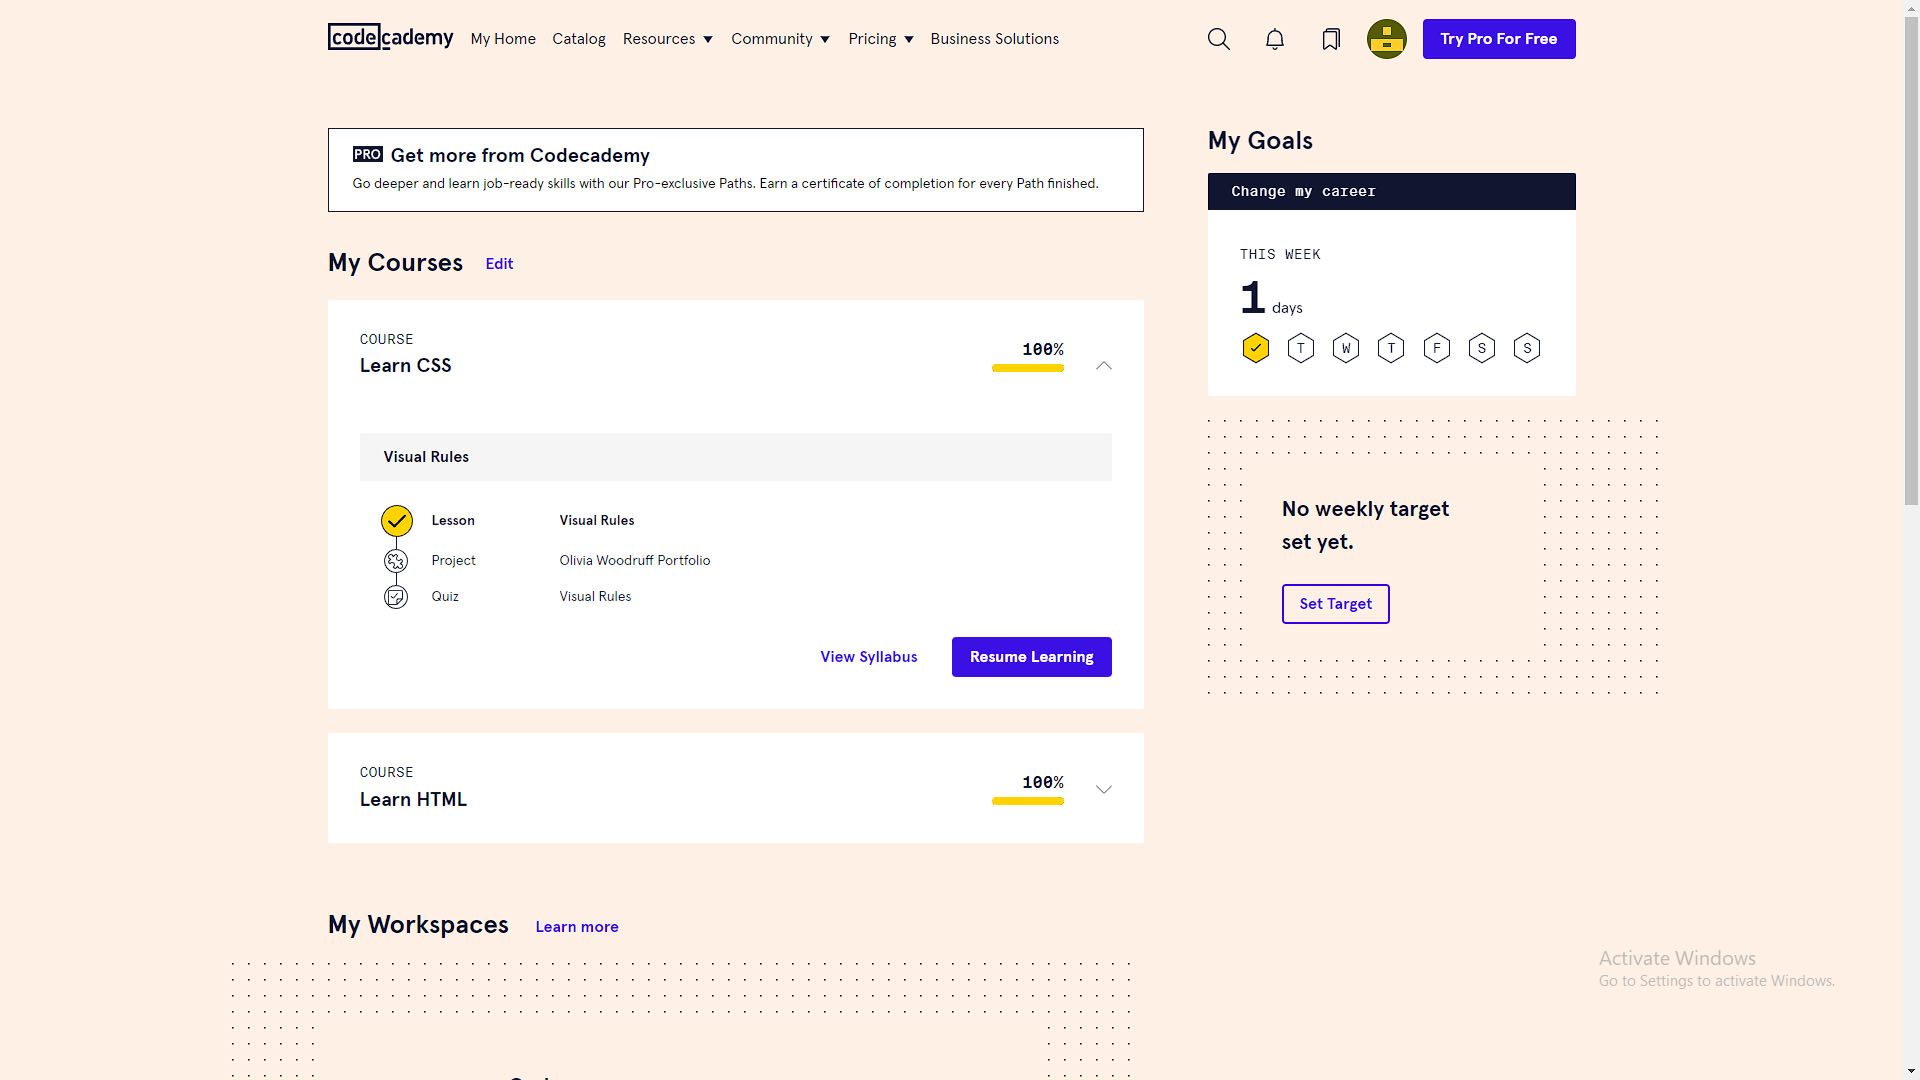 codecademy My Home Catalog Resources Community Pricing Business Solutions Try Pro For Free
PRO Get more from Codecademy
Go deeper and learn job-ready skills with our Pro-exclusive Paths. Earn a certificate of completion for every Path finished.
My Courses Edit
COURSE
Learn CSS
100%
Visual Rules
Lesson Visual Rules
Project Olivia Woodruff Portfolio
Quiz Visual Rules
View Syllabus Resume Learning
COURSE
Learn HTML
100%
My Workspaces Learn more
My Goals
Change my career
THIS WEEK
1 days
T W T F S S
No weekly target
set yet.
Set Target
Activate Windows
Go to Settings to activate Windows.